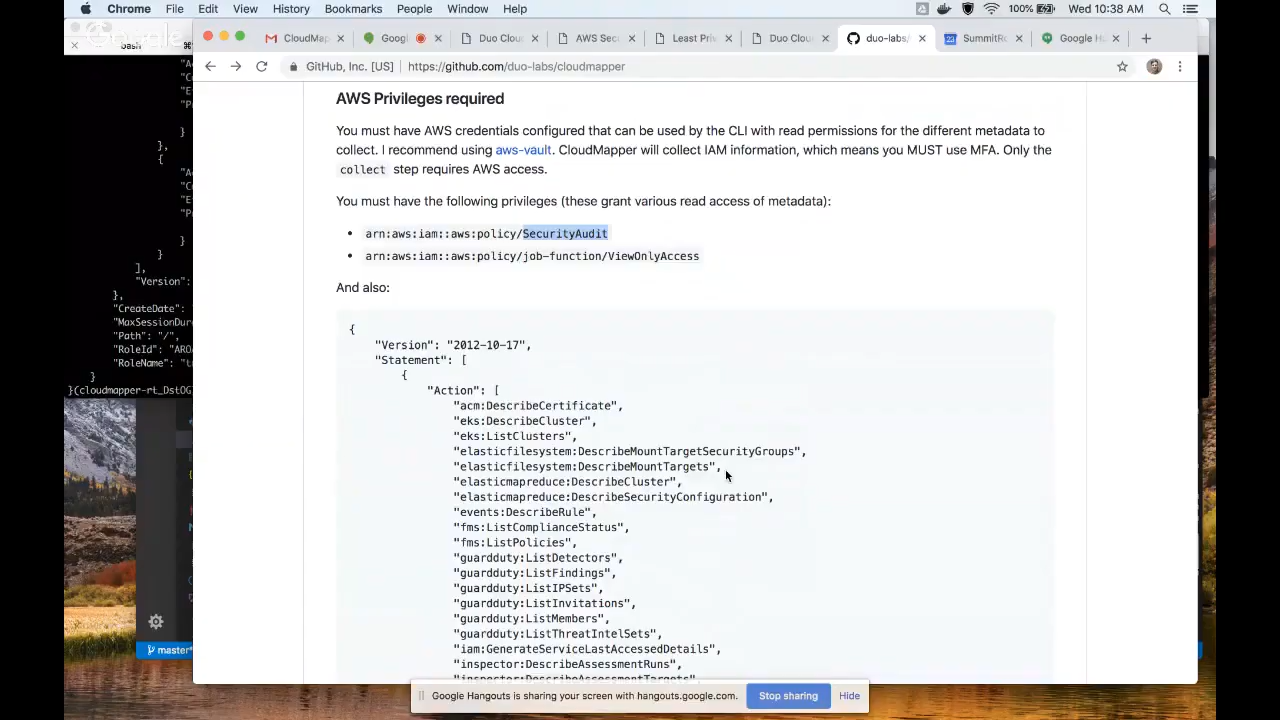 Chrome File Edit View History Bookmarks People Window Help 100% Wed 10:38 AM
bash
CloudMap Googl Duo Clou AWS Sec Least Priv Duo Clo duo-labs/ SummitRo Google Ha
GitHub, Inc. [US] https://github.com/duo-labs/cloudmapper
AWS Privileges required
You must have AWS credentials configured that can be used by the CLI with read permissions for the different metadata to
collect. I recommend using aws-vault. CloudMapper will collect IAM information, which means you MUST use MFA. Only the
collect step requires AWS access.
You must have the following privileges (these grant various read access of metadata):
• arn:aws:iam::aws:policy/SecurityAudit
• arn:aws:iam::aws:policy/job-function/ViewOnlyAccess
And also:
{
"Version": "2012-10-17",
"Statement": [
{
"Action": [
"acm:DescribeCertificate",
"eks:DescribeCluster",
"eks:ListClusters",
"elasticfilesystem:DescribeMountTargetSecurityGroups",
"elasticfilesystem:DescribeMountTargets",
"elasticmapreduce:DescribeCluster",
"elasticmapreduce:DescribeSecurityConfiguration",
"events:DescribeRule",
"fms:ListComplianceStatus",
"fms:ListPolicies",
"guardduty:ListDetectors",
"guardduty:ListFindings",
"guardduty:ListIPSets",
"guardduty:ListInvitations",
"guardduty:ListMembers",
"guardduty:ListThreatIntelSets",
"iam:GenerateServiceLastAccessedDetails",
"inspector:DescribeAssessmentRuns",
"inspector:DescribeAssessmentTargets",
}
},
{
}
],
"Version":
},
"CreateDate":
"MaxSessionDur
"Path": "/",
"RoleId": "ARO
"RoleName": "t
}
}(cloudmapper-rt_DstOG
master*
Google Hangouts is sharing your screen with hangouts.google.com. Stop sharing Hide